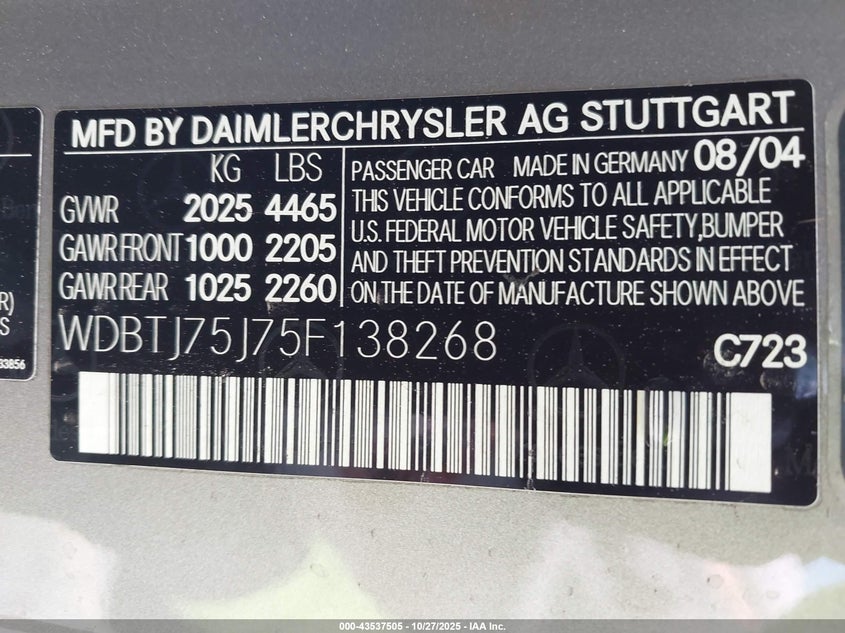 MFD BY DAIMLERCHRYSLER AG STUTTGART
KG LBS
GVWR 2025 4465
GAWR FRONT 1000 2205
GAWR REAR 1025 2260
PASSENGER CAR MADE IN GERMANY 08/04
THIS VEHICLE CONFORMS TO ALL APPLICABLE
U.S. FEDERAL MOTOR VEHICLE SAFETY,BUMPER
AND THEFT PREVENTION STANDARDS IN EFFECT
ON THE DATE OF MANUFACTURE SHOWN ABOVE
WDBTJ75J75F138268 C723
R)
S
33856
000-43537505 | 10/27/2025 - IAA Inc.